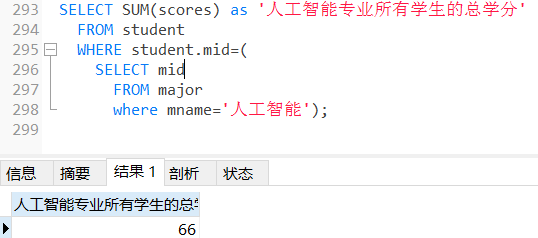 293 SELECT SUM(scores) as '人工智能专业所有学生的总学分'
294 FROM student
295 WHERE student.mid=(
296 SELECT mid
297 FROM major
298 where mname='人工智能');
299
信息 摘要 结果 1 剖析 状态
人工智能专业所有学生的总
66